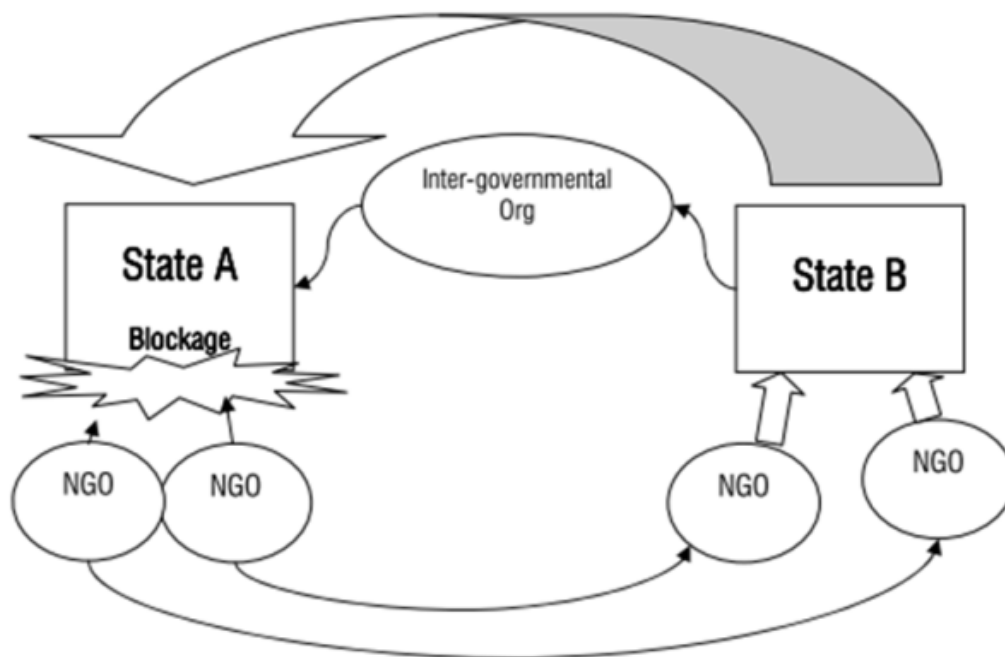 Inter-governmental
Org
State A
Blockage
State B
NGO
NGO
NGO
NGO